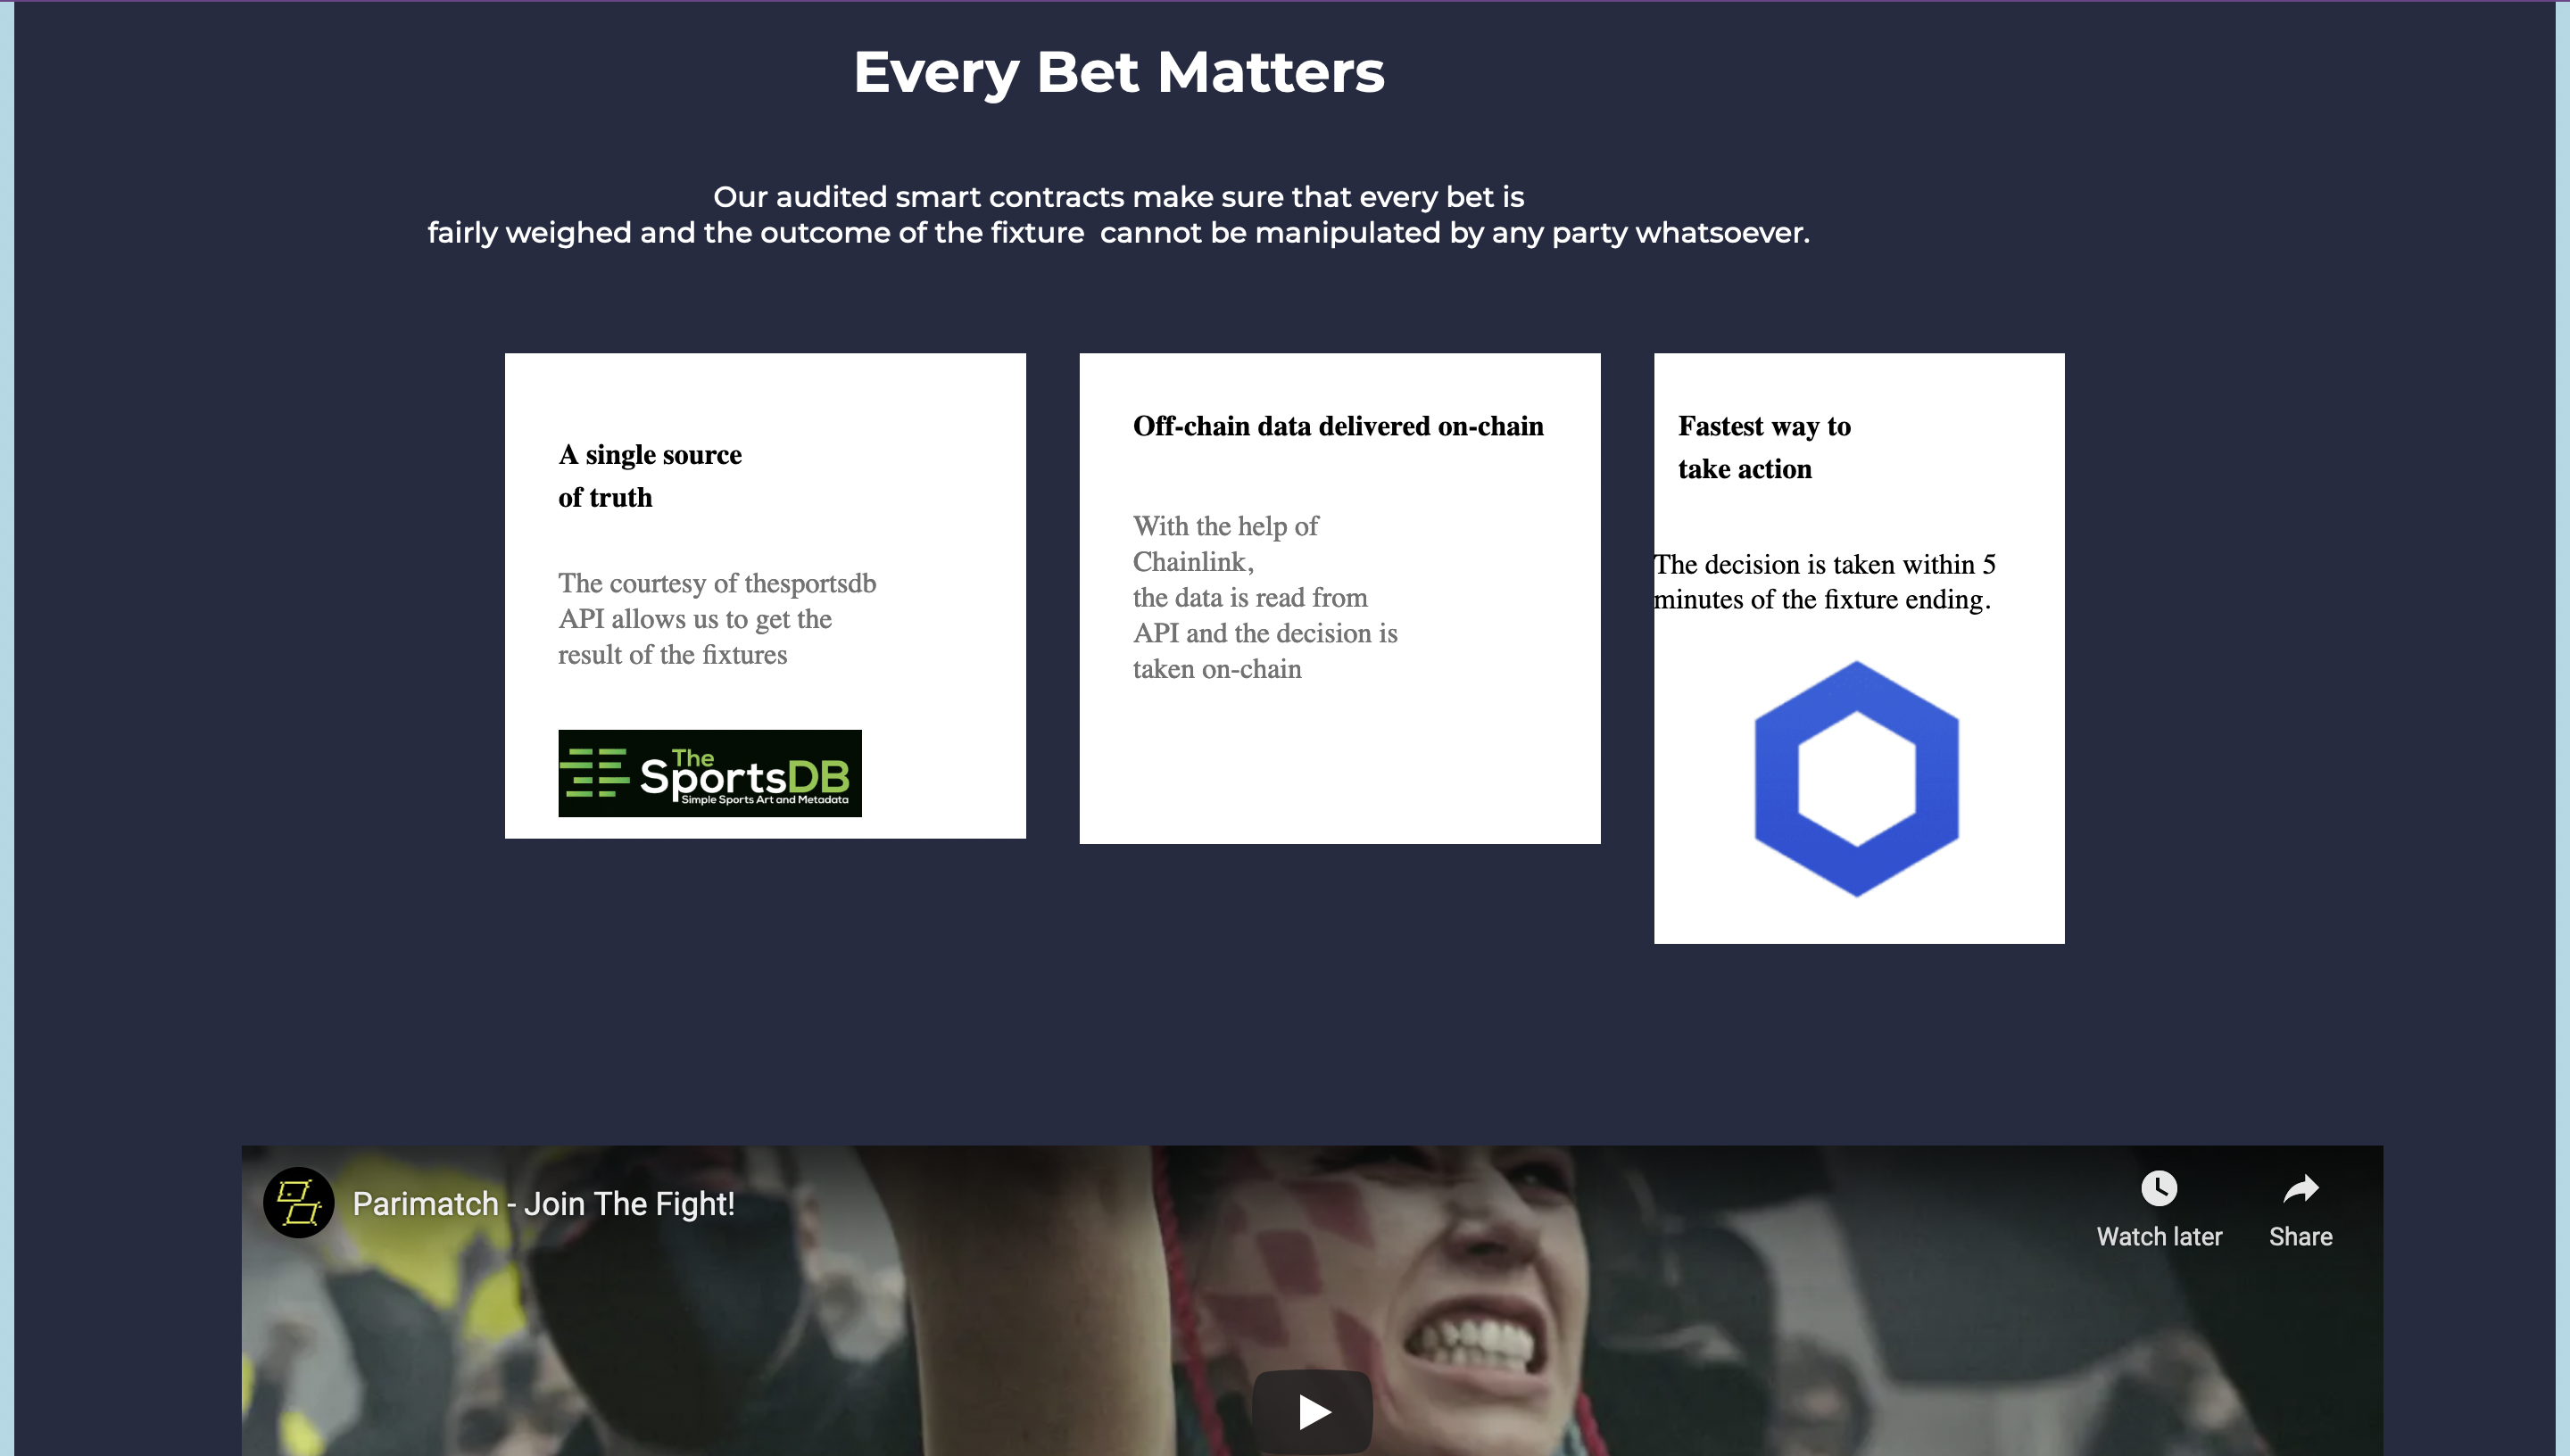 Every Bet Matters
Our audited smart contracts make sure that every bet is
fairly weighed and the outcome of the fixture  cannot be manipulated by any party whatsoever.
A single source
of truth
The courtesy of thesportsdb
API allows us to get the
result of the fixtures
The
SportsDB
Simple Sports Art and Metadata
Off-chain data delivered on-chain
With the help of
Chainlink,
the data is read from
API and the decision is
taken on-chain
Fastest way to
take action
The decision is taken within 5
minutes of the fixture ending.
Parimatch - Join The Fight!
Watch later
Share